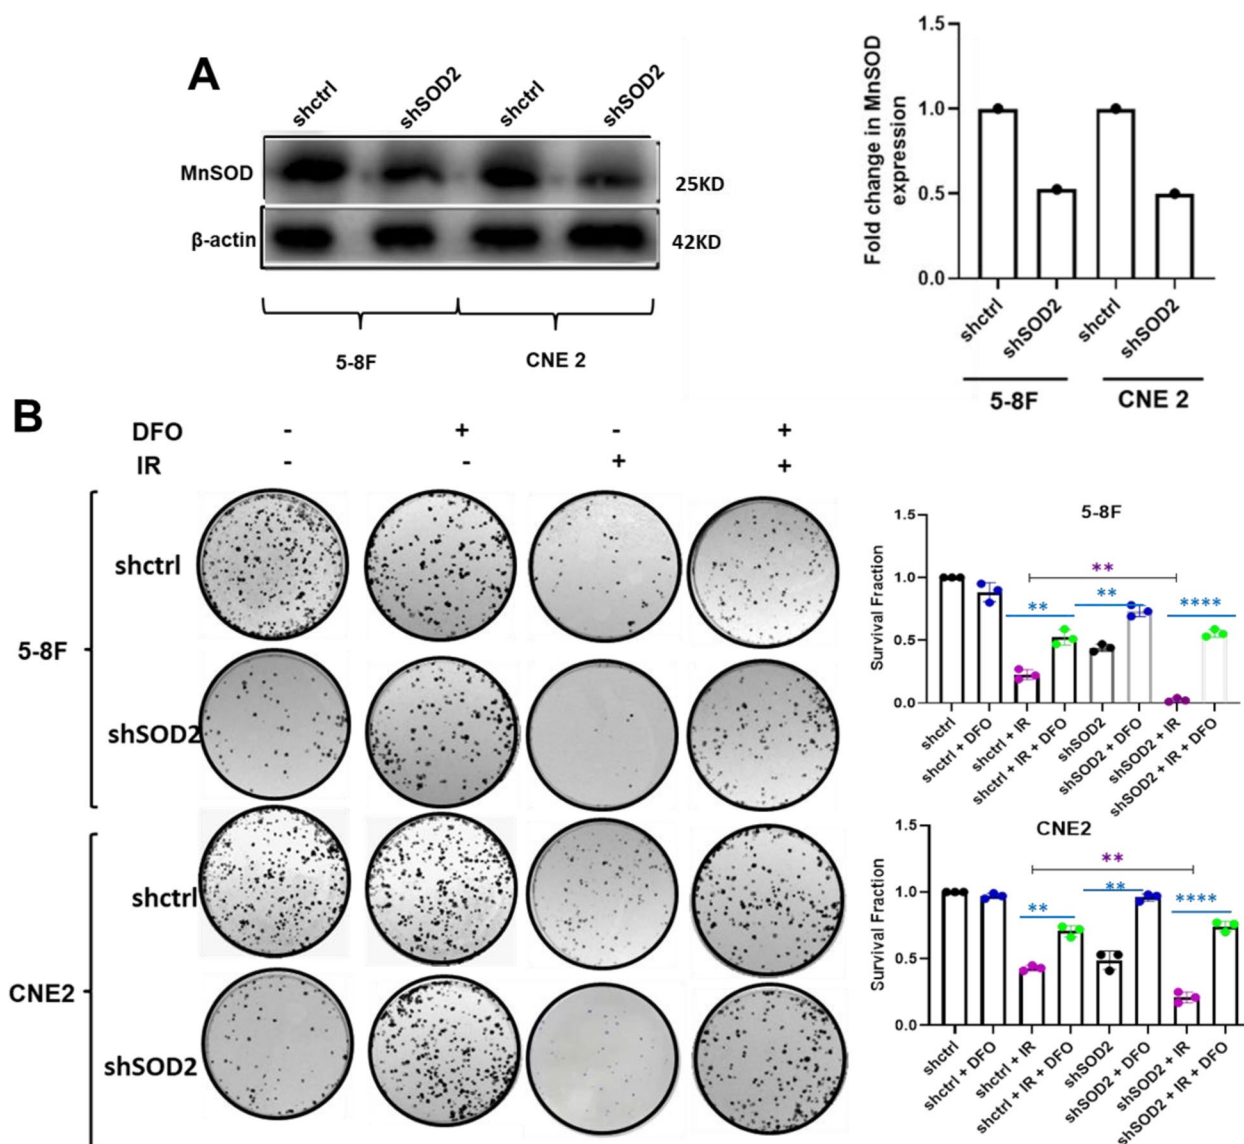 A
shctrl
shSOD2
shctrl
shSOD2
MnSOD
25KD
β-actin
42KD
5-8F
CNE 2
Fold change in MnSOD
expression
1.5
1.0
0.5
0.0
shctrl
shSOD2
shctrl
shSOD2
5-8F
CNE 2
B
DFO - + - +
IR - - + +
5-8F
shctrl
shSOD2
CNE2
shctrl
shSOD2
5-8F
Survival Fraction
1.5
1.0
0.5
0.0
**
**
**
****
shctrl
shctrl + DFO
shctrl + IR
shctrl + IR + DFO
shSOD2
shSOD2 + DFO
shSOD2 + IR
shSOD2 + IR + DFO
CNE2
Survival Fraction
1.5
1.0
0.5
0.0
**
**
**
****
shctrl
shctrl + DFO
shctrl + IR
shctrl + IR + DFO
shSOD2
shSOD2 + DFO
shSOD2 + IR
shSOD2 + IR + DFO